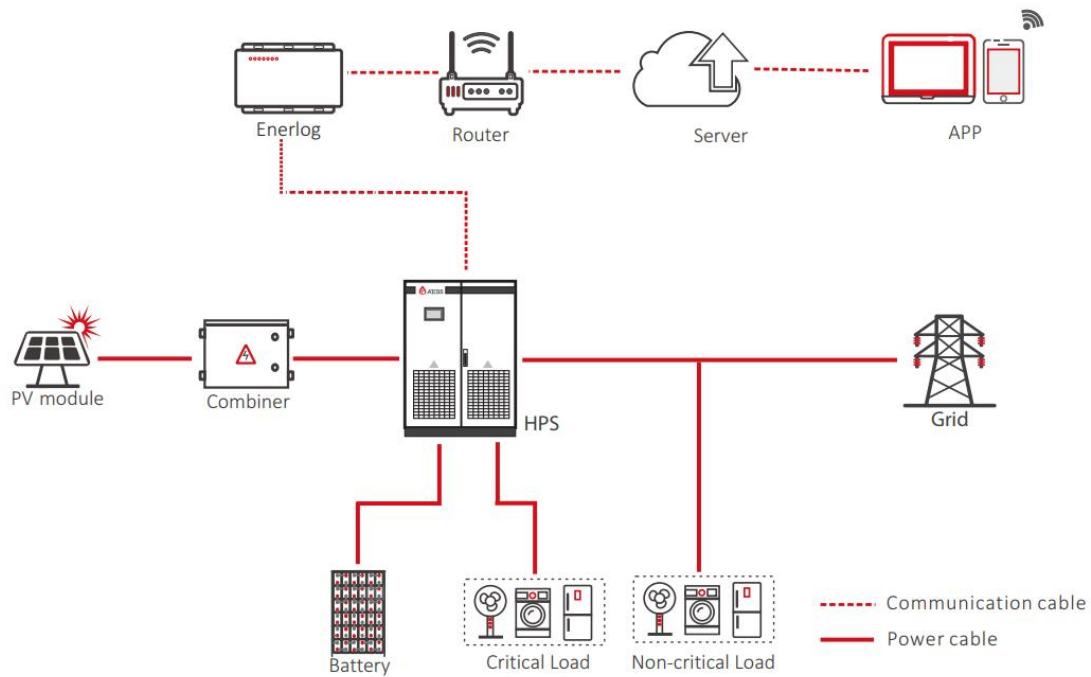 Enerlog
Router
Server
APP
ATESS
PV module
Combiner
HPS
Grid
Battery
Critical Load
Non-critical Load
Communication cable
Power cable